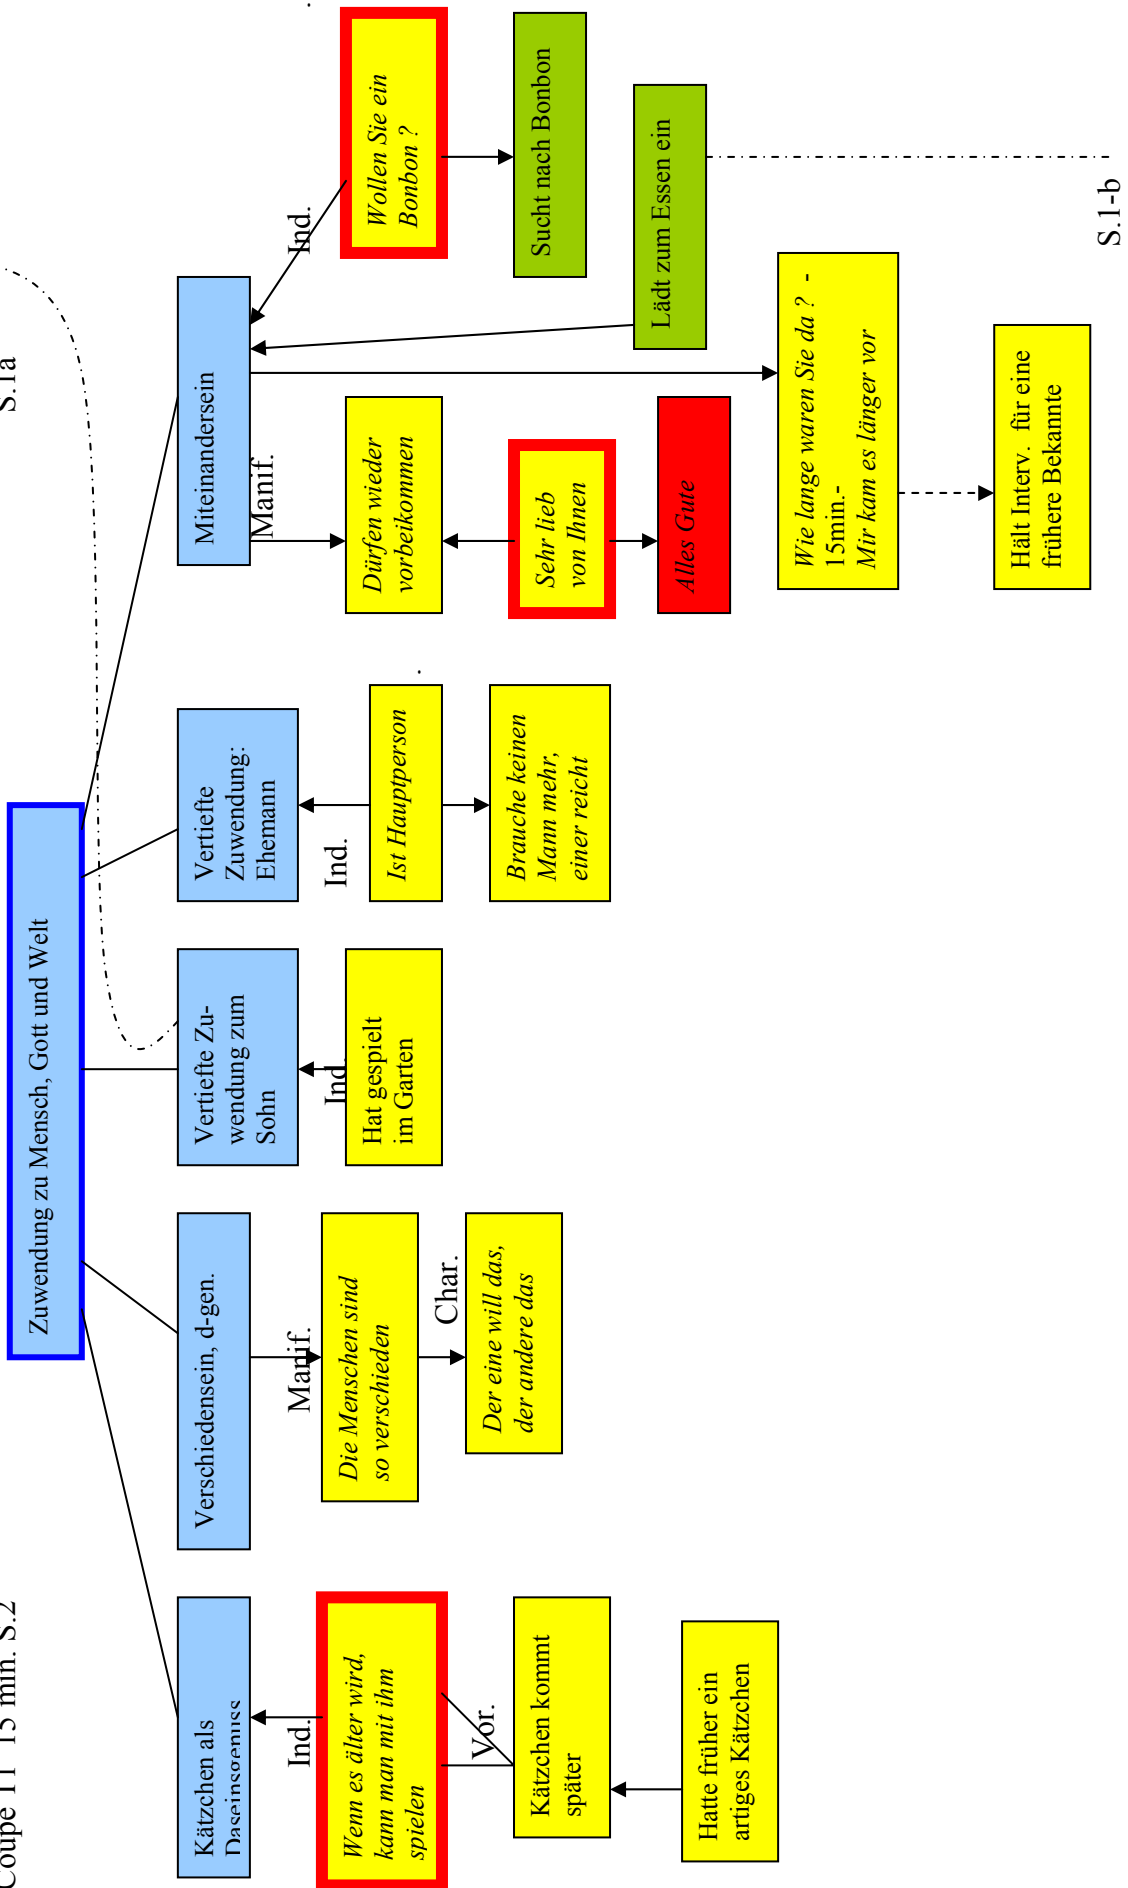 Coupe 11 15 min. S.2
S.1a
Zuwendung zu Mensch, Gott und Welt
Kätzchen als
Daseinsgenuss
Verschiedensein, d-gen.
Vertiefte Zu-
wendung zum
Sohn
Vertiefte
Zuwendung:
Ehemann
Miteinandersein
Ind.
Manif.
Ind.
Ind.
Manif.
Ind.
Wenn es älter wird,
kann man mit ihm
spielen
Die Menschen sind
so verschieden
Hat gespielt
im Garten
Ist Hauptperson
Dürfen wieder
vorbeikommen
Wollen Sie ein
Bonbon ?
Vor.
Char.
Kätzchen kommt
später
Der eine will das,
der andere das
Brauche keinen
Mann mehr,
einer reicht
Sehr lieb
von Ihnen
Sucht nach Bonbon
Hatte früher ein
artiges Kätzchen
Alles Gute
Lädt zum Essen ein
Wie lange waren Sie da ? -
15min.-
Mir kam es länger vor
Hält Interv. für eine
frühere Bekannte
S.1-b